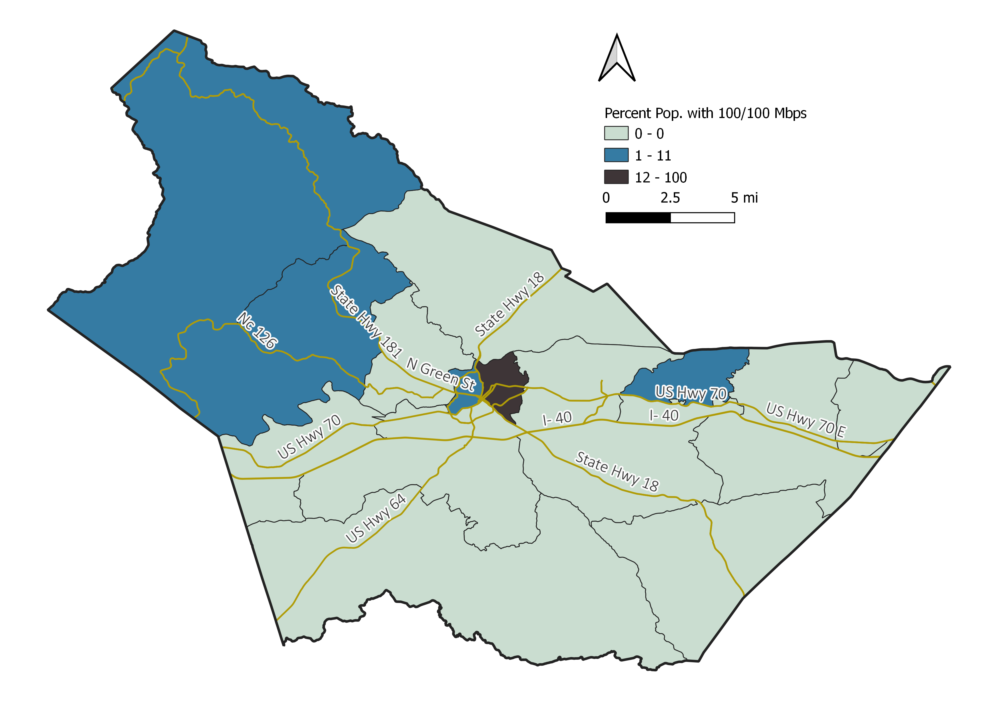 Percent Pop. with 100/100 Mbps
0 - 0
1 - 11
12 - 100
0 2.5 5 mi
State Hwy 18
State Hwy 181
Nc 126
N Green St
US Hwy 70
US Hwy 70
I- 40
I- 40
US Hwy 70 E
State Hwy 18
US Hwy 64